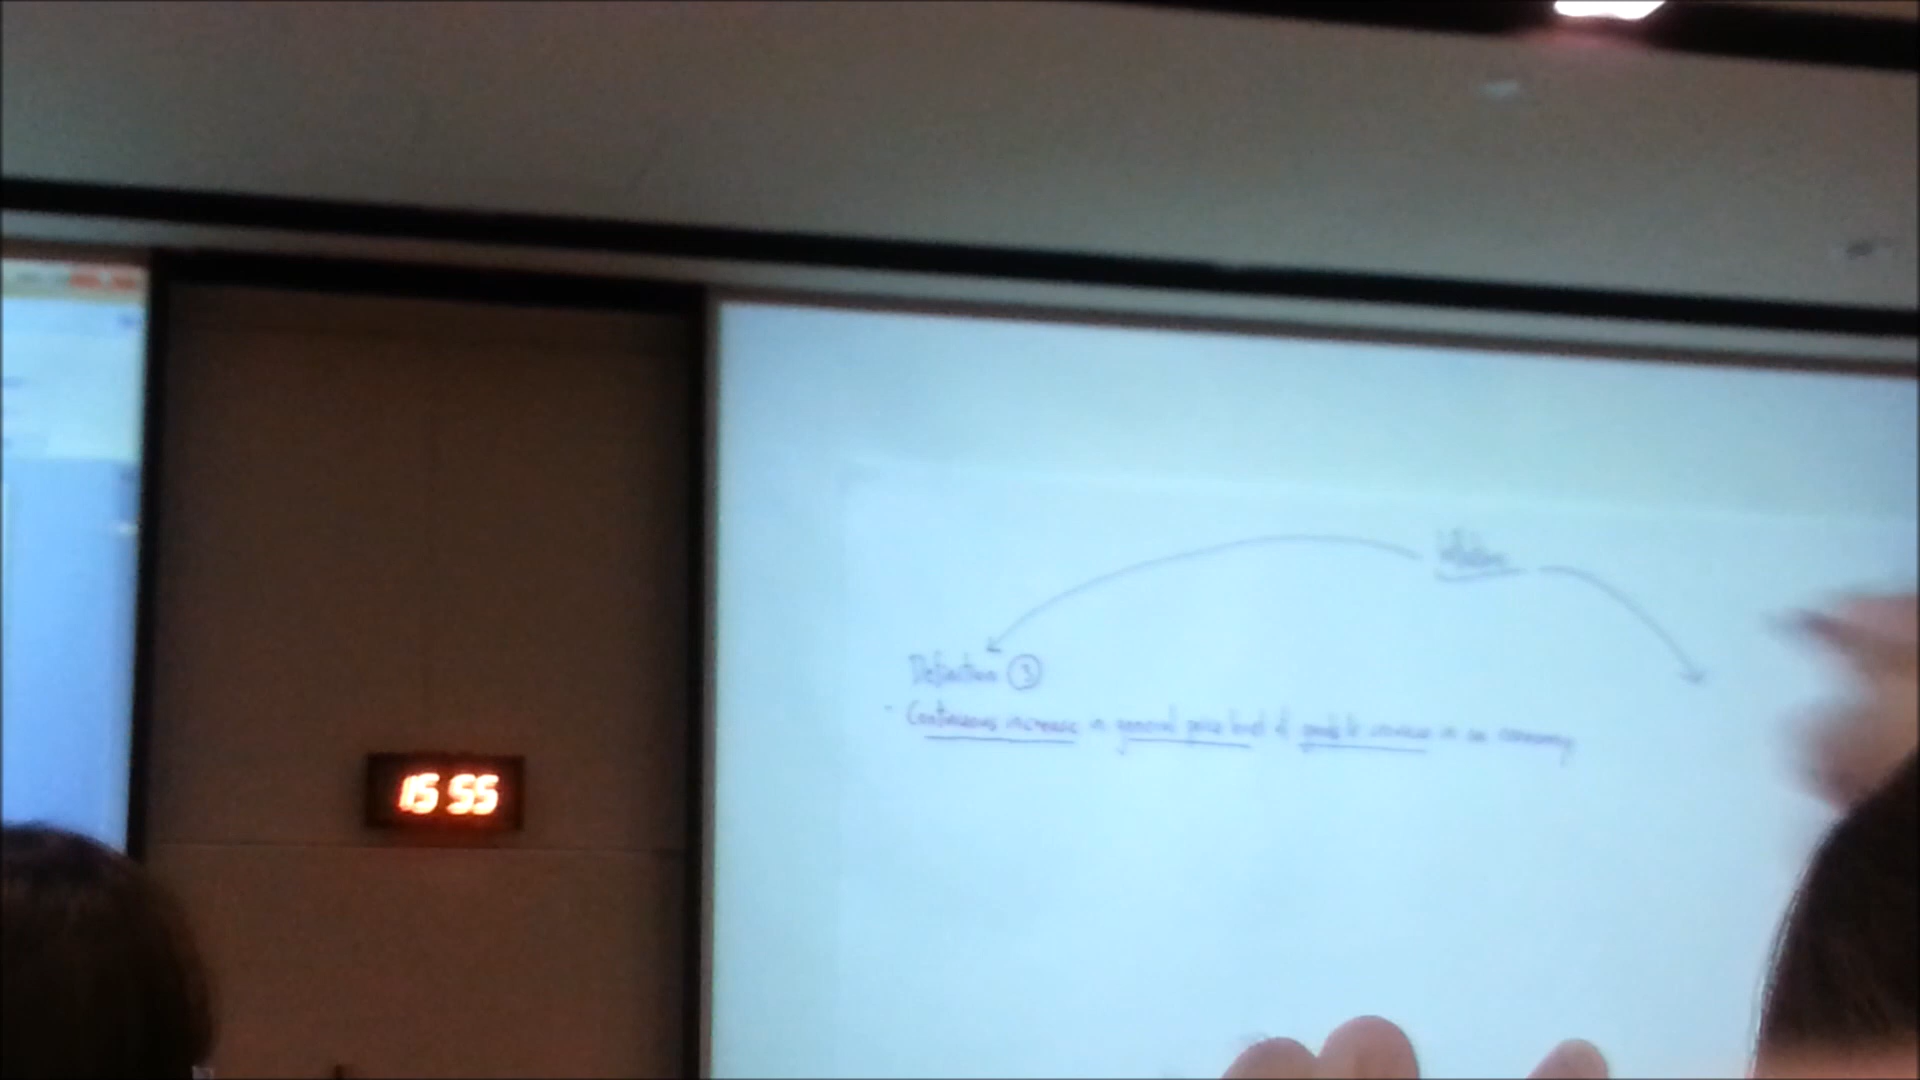 Inflation
Definition ③
- Continuous increase in general price level of goods & services in an economy
15 55